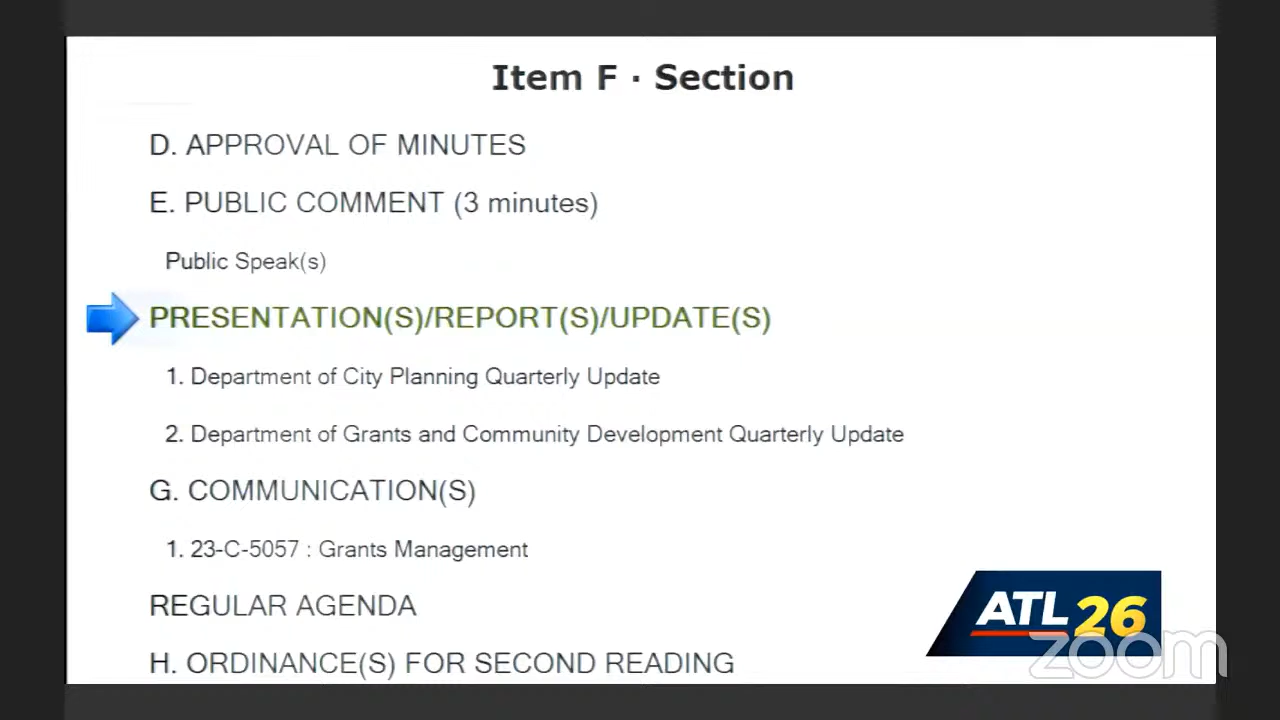 Item F · Section
D. APPROVAL OF MINUTES
E. PUBLIC COMMENT (3 minutes)
Public Speak(s)
PRESENTATION(S)/REPORT(S)/UPDATE(S)
1. Department of City Planning Quarterly Update
2. Department of Grants and Community Development Quarterly Update
G. COMMUNICATION(S)
1. 23-C-5057 : Grants Management
REGULAR AGENDA
H. ORDINANCE(S) FOR SECOND READING
ATL 26
zoom